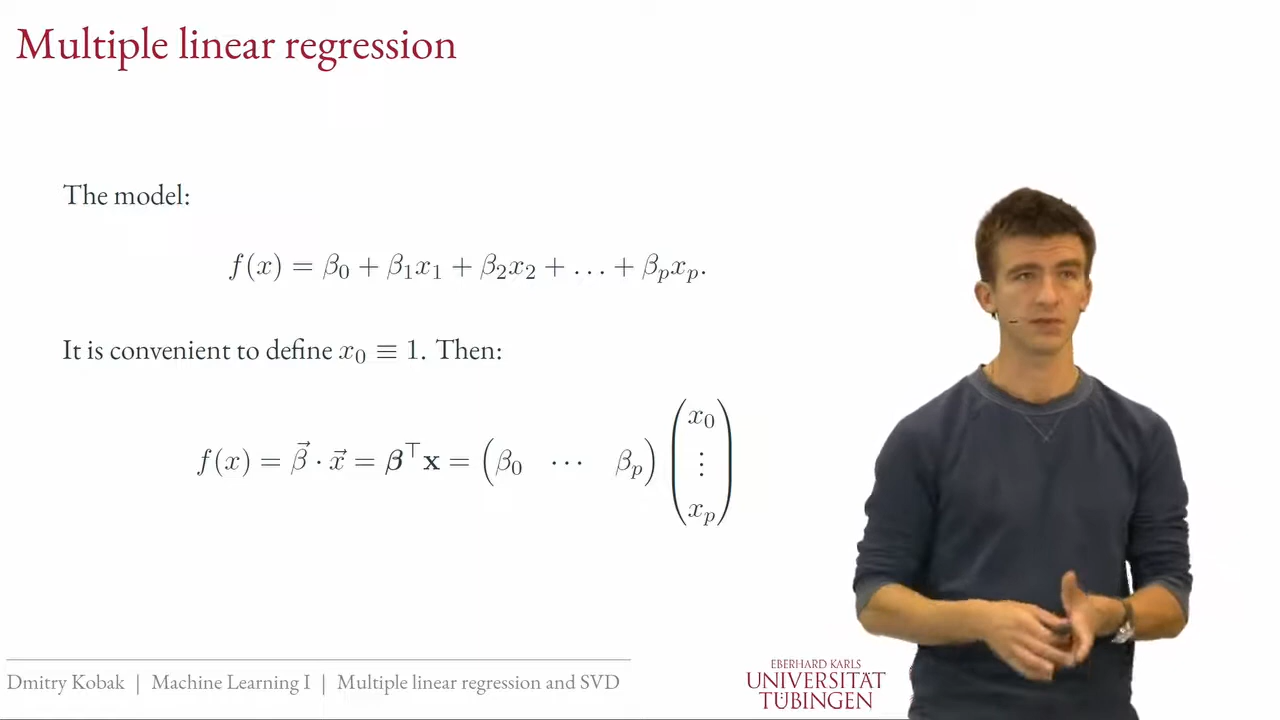 Multiple linear regression
The model:
f(x) = β₀ + β₁x₁ + β₂x₂ + … + βₚxₚ.
It is convenient to define x₀ ≡ 1. Then:
f(x) = β⃗ · x⃗ = 𝛃⊤𝐱 = (β₀ ⋯ βₚ) (x₀ ⋮ xₚ)
Dmitry Kobak | Machine Learning I | Multiple linear regression and SVD
EBERHARD KARLS
UNIVERSITÄT
TÜBINGEN